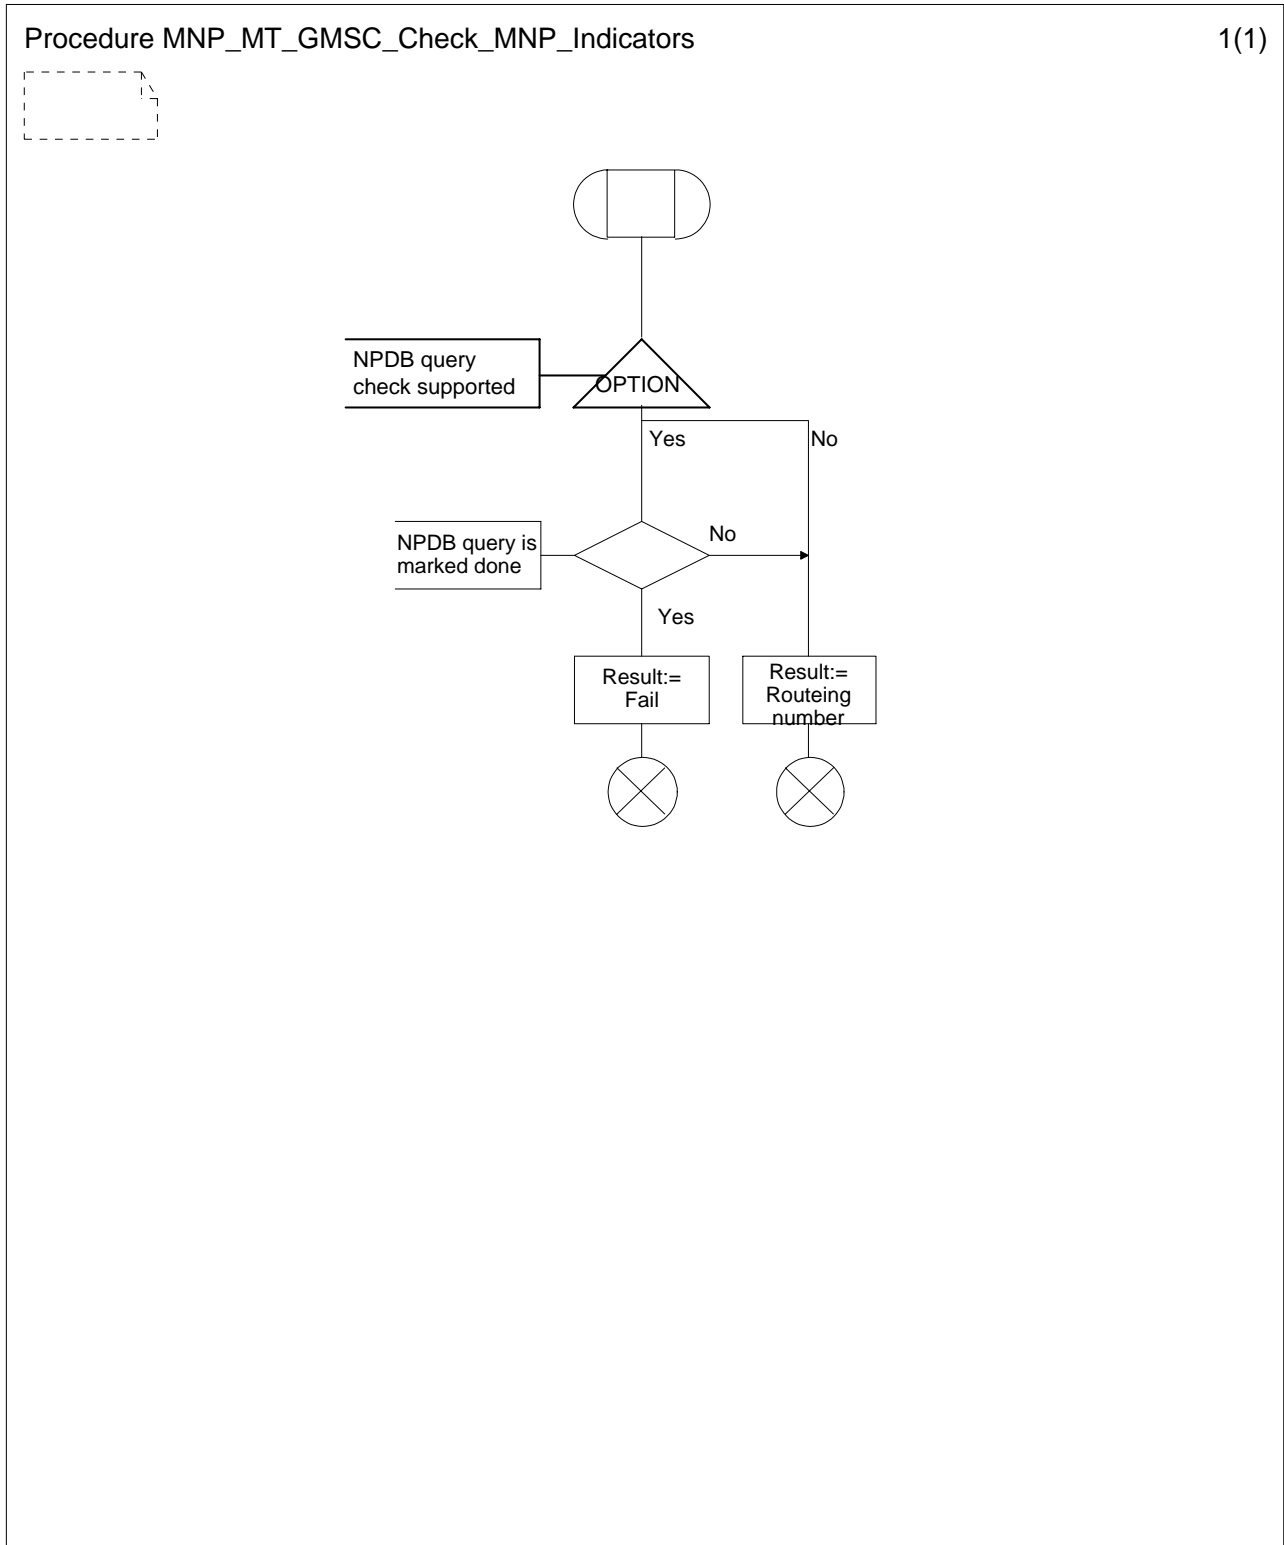 Procedure MNP_MT_GMSC_Check_MNP_Indicators
1(1)
NPDB query
check supported
OPTION
Yes
No
NPDB query is
marked done
No
Yes
Result:=
Fail
Result:=
Routeing
number